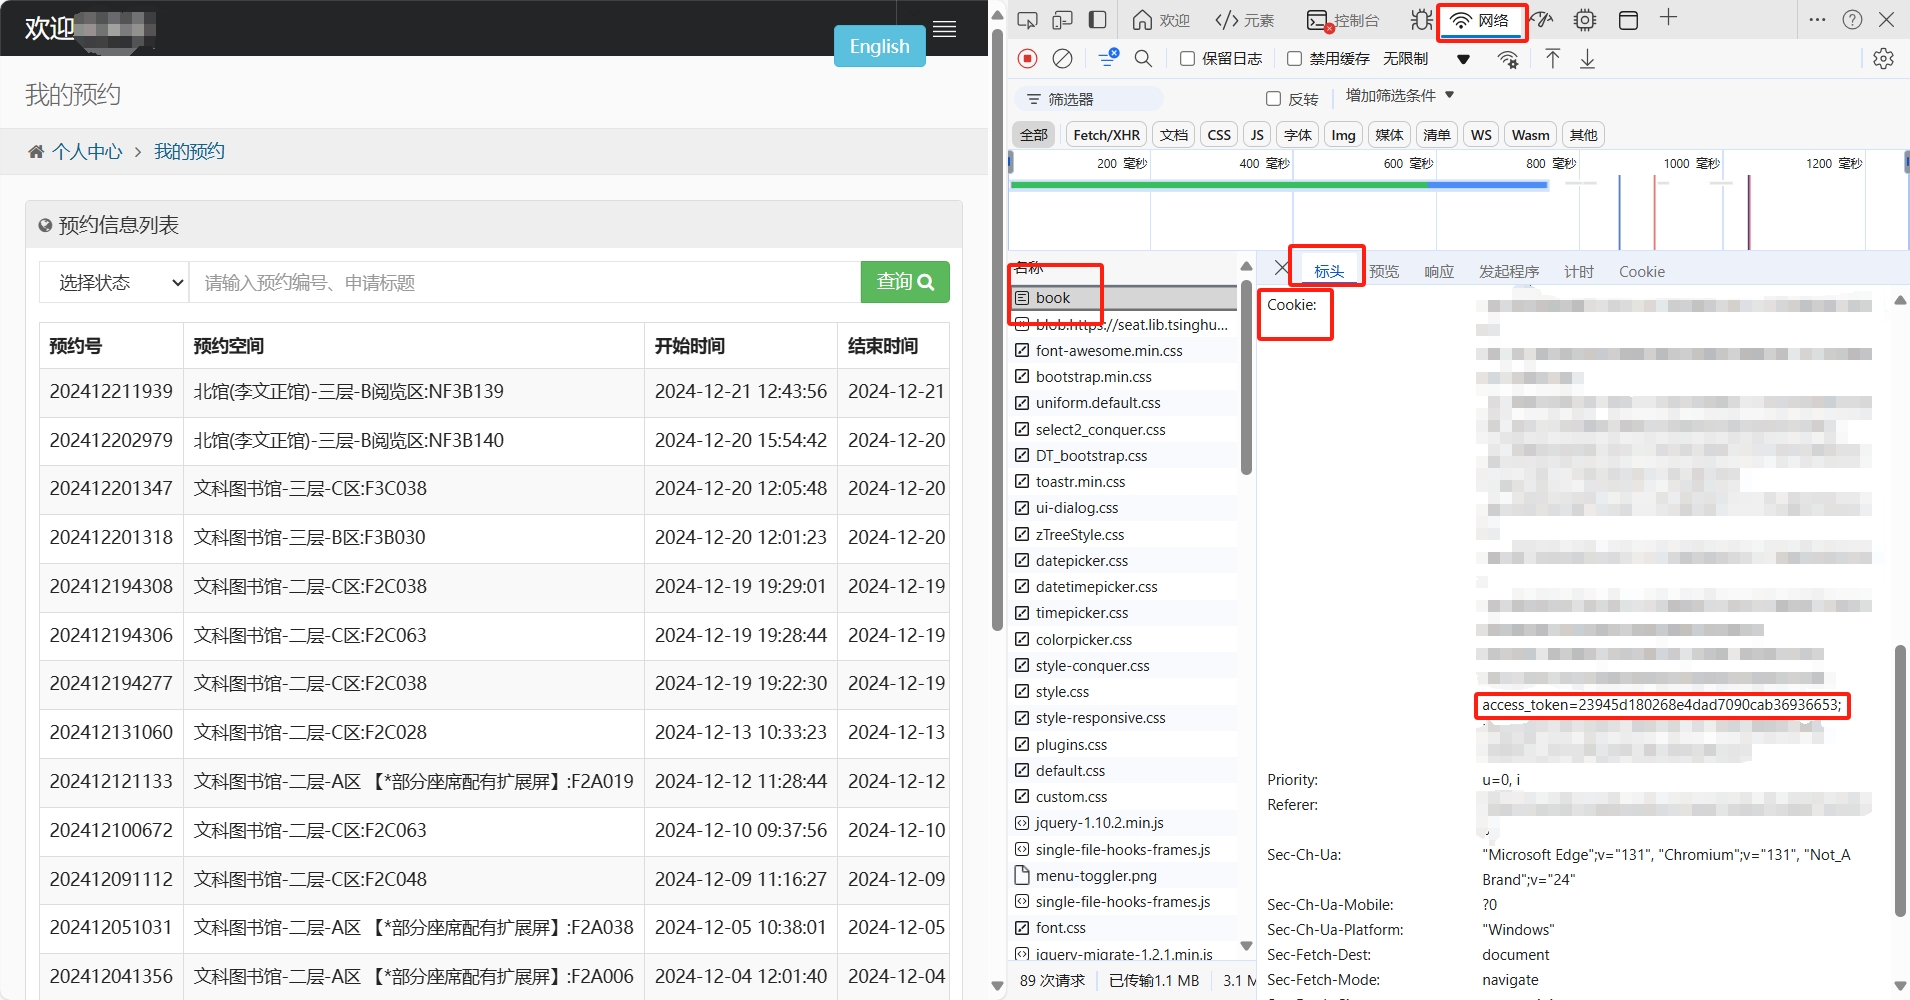 欢迎
English
我的预约
个人中心 > 我的预约
预约信息列表
选择状态 请输入预约编号、申请标题 查询
预约号 预约空间 开始时间 结束时间
202412211939 北馆(李文正馆)-三层-B阅览区:NF3B139 2024-12-21 12:43:56 2024-12-21
202412202979 北馆(李文正馆)-三层-B阅览区:NF3B140 2024-12-20 15:54:42 2024-12-20
202412201347 文科图书馆-三层-C区:F3C038 2024-12-20 12:05:48 2024-12-20
202412201318 文科图书馆-三层-B区:F3B030 2024-12-20 12:01:23 2024-12-20
202412194308 文科图书馆-二层-C区:F2C038 2024-12-19 19:29:01 2024-12-19
202412194306 文科图书馆-二层-C区:F2C063 2024-12-19 19:28:44 2024-12-19
202412194277 文科图书馆-二层-C区:F2C038 2024-12-19 19:22:30 2024-12-19
202412131060 文科图书馆-二层-C区:F2C028 2024-12-13 10:33:23 2024-12-13
202412121133 文科图书馆-二层-A区 【*部分座席配有扩展屏】:F2A019 2024-12-12 11:28:44 2024-12-12
202412100672 文科图书馆-二层-C区:F2C063 2024-12-10 09:37:56 2024-12-10
202412091112 文科图书馆-二层-C区:F2C048 2024-12-09 11:16:27 2024-12-09
202412051031 文科图书馆-二层-A区 【*部分座席配有扩展屏】:F2A038 2024-12-05 10:38:01 2024-12-05
202412041356 文科图书馆-二层-A区 【*部分座席配有扩展屏】:F2A006 2024-12-04 12:01:40 2024-12-04
欢迎 元素 控制台 网络
保留日志 禁用缓存 无限制
筛选器 反转 增加筛选条件
全部 Fetch/XHR 文档 CSS JS 字体 Img 媒体 清单 WS Wasm 其他
200 毫秒 400 毫秒 600 毫秒 800 毫秒 1000 毫秒 1200 毫秒
名称
book
blob:https://seat.lib.tsinghu...
font-awesome.min.css
bootstrap.min.css
uniform.default.css
select2_conquer.css
DT_bootstrap.css
toastr.min.css
ui-dialog.css
zTreeStyle.css
datepicker.css
datetimepicker.css
timepicker.css
colorpicker.css
style-conquer.css
style.css
style-responsive.css
plugins.css
default.css
custom.css
jquery-1.10.2.min.js
single-file-hooks-frames.js
menu-toggler.png
single-file-hooks-frames.js
font.css
jquery-migrate-1.2.1.min.js
89 次请求 已传输1.1 MB 3.1 M
标头 预览 响应 发起程序 计时 Cookie
Cookie:
access_token=23945d180268e4dad7090cab36936653;
Priority: u=0, i
Referer:
Sec-Ch-Ua: "Microsoft Edge";v="131", "Chromium";v="131", "Not_A
Brand";v="24"
Sec-Ch-Ua-Mobile: ?0
Sec-Ch-Ua-Platform: "Windows"
Sec-Fetch-Dest: document
Sec-Fetch-Mode: navigate